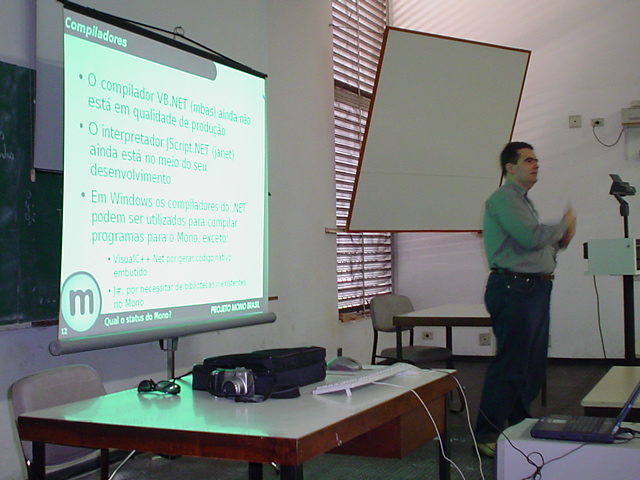 Compiladores
• O compilador VB.NET (mbas) ainda não
está em qualidade de produção
• O interpretador JScript.NET (janet)
ainda está no meio do seu
desenvolvimento
• Em Windows os compiladores do .NET
podem ser utilizados para compilar
programas para o Mono, exceto:
• VisualC++ .Net por gerar código nativo
embutido
• J#, por necessitar de bibliotecas inexistentes
no Mono
m
12 Qual o status do Mono? PROJETO MONO BRASIL